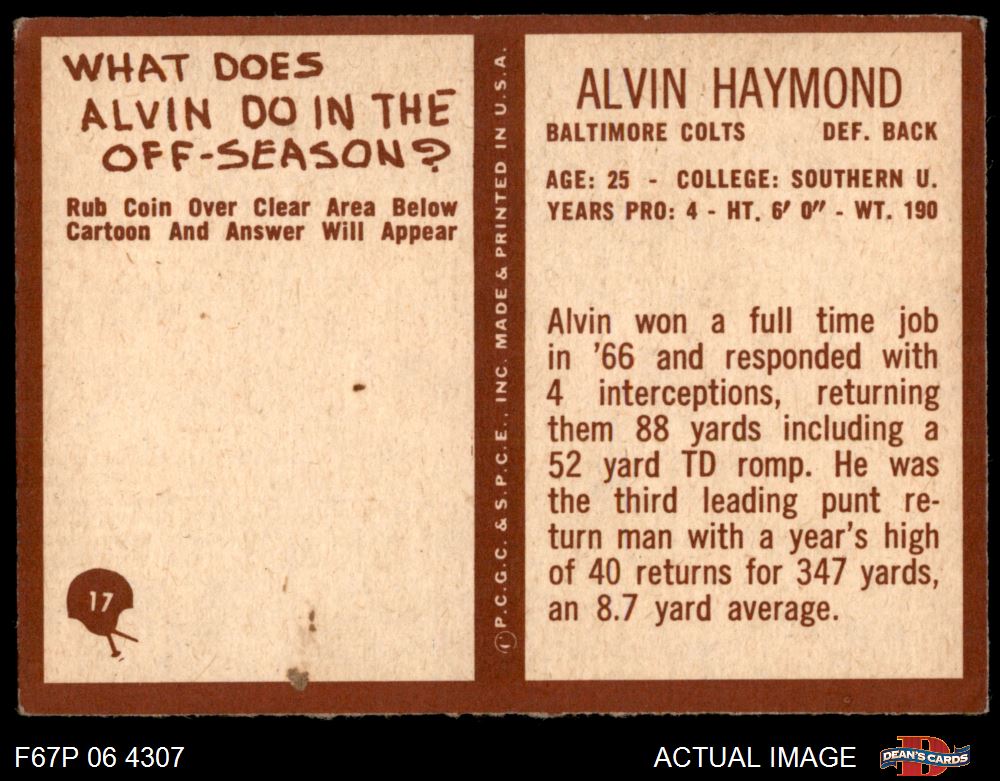 WHAT DOES
ALVIN DO IN THE
OFF-SEASON?
Rub Coin Over Clear Area Below
Cartoon And Answer Will Appear
17
Ⓒ P.C.G.C. & S.P.C.E., INC. MADE & PRINTED IN U.S.A.
ALVIN HAYMOND
BALTIMORE COLTS DEF. BACK
AGE: 25 - COLLEGE: SOUTHERN U.
YEARS PRO: 4 - HT. 6' 0" - WT. 190
Alvin won a full time job
in '66 and responded with
4 interceptions, returning
them 88 yards including a
52 yard TD romp. He was
the third leading punt re-
turn man with a year's high
of 40 returns for 347 yards,
an 8.7 yard average.
F67P 06 4307
ACTUAL IMAGE
D
DEAN'S CARDS